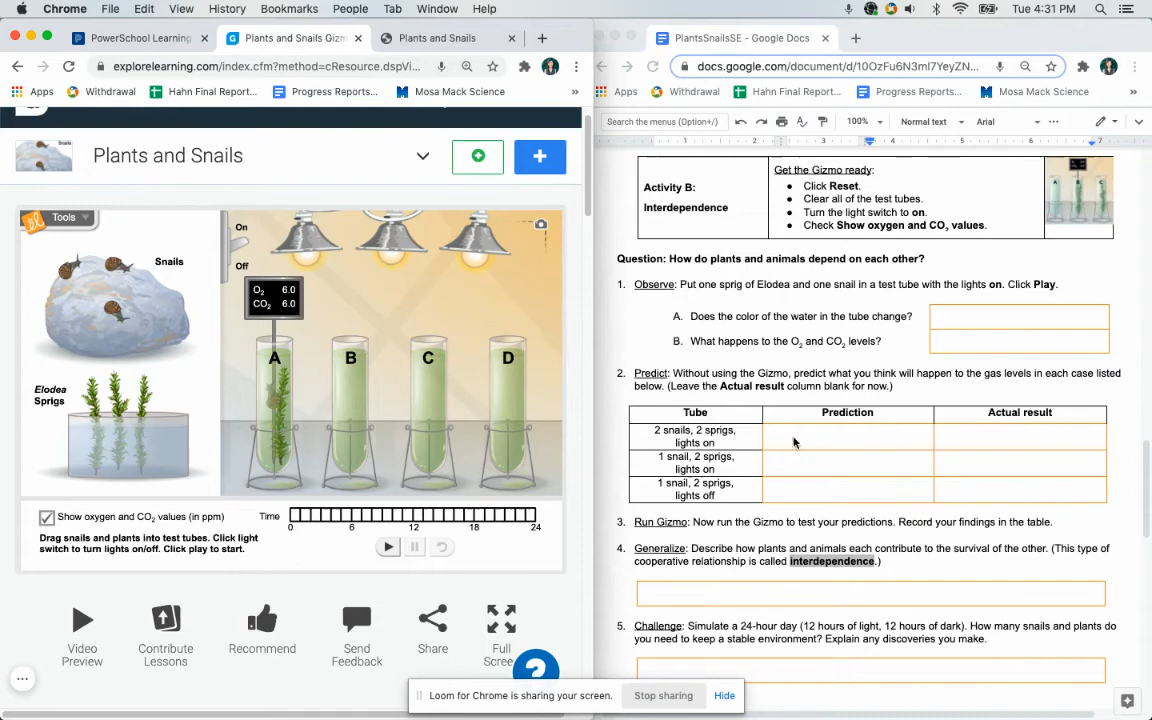 Chrome File Edit View History Bookmarks People Tab Window Help Tue 4:31 PM
PowerSchool Learning Plants and Snails Gizm Plants and Snails
explorelearning.com/index.cfm?method=cResource.dspVi...
Apps Withdrawal Hahn Final Report... Progress Reports... Mosa Mack Science »
Plants and Snails
Tools
Snails
Elodea
Sprigs
On
Off
O2 6.0
CO2 6.0
A B C D
Show oxygen and CO2 values (in ppm)
Time 0 6 12 18 24
Drag snails and plants into test tubes. Click light
switch to turn lights on/off. Click play to start.
Video
Preview
Contribute
Lessons
Recommend
Send
Feedback
Share
Full
Scree
?
Loom for Chrome is sharing your screen. Stop sharing Hide
PlantsSnailsSE - Google Docs
docs.google.com/document/d/10OzFu6N3ml7YeyZN...
Apps Withdrawal Hahn Final Report... Progress Reports... Mosa Mack Science »
Search the menus (Option+/) 100% Normal text Arial
1 2 3 4 5 6 7
Activity B:
Interdependence
Get the Gizmo ready:
● Click Reset.
● Clear all of the test tubes.
● Turn the light switch to on.
● Check Show oxygen and CO2 values.
A B C
Question: How do plants and animals depend on each other?
1. Observe: Put one sprig of Elodea and one snail in a test tube with the lights on. Click Play.
A. Does the color of the water in the tube change?
B. What happens to the O2 and CO2 levels?
2. Predict: Without using the Gizmo, predict what you think will happen to the gas levels in each case listed
below. (Leave the Actual result column blank for now.)
Tube Prediction Actual result
2 snails, 2 sprigs,
lights on
1 snail, 2 sprigs,
lights on
1 snail, 2 sprigs,
lights off
3. Run Gizmo: Now run the Gizmo to test your predictions. Record your findings in the table.
4. Generalize: Describe how plants and animals each contribute to the survival of the other. (This type of
cooperative relationship is called interdependence.)
5. Challenge: Simulate a 24-hour day (12 hours of light, 12 hours of dark). How many snails and plants do
you need to keep a stable environment? Explain any discoveries you make.